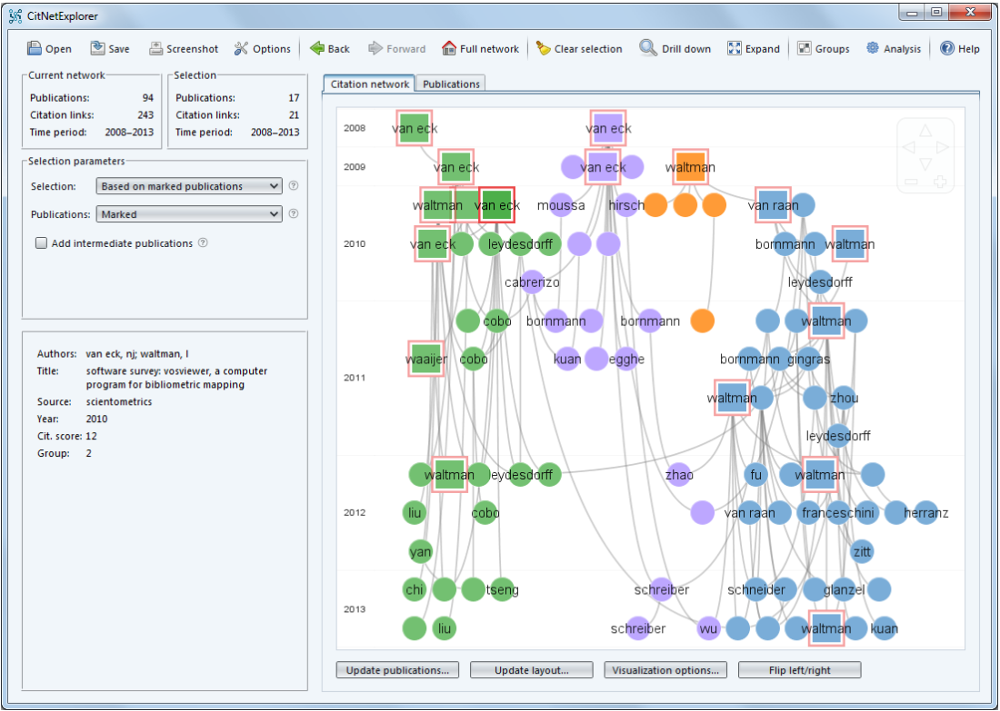 CitNetExplorer
Open Save Screenshot Options Back Forward Full network Clear selection Drill down Expand Groups Analysis Help
Current network
Publications: 94
Citation links: 243
Time period: 2008–2013
Selection
Publications: 17
Citation links: 21
Time period: 2008–2013
Selection parameters
Selection: Based on marked publications
Publications: Marked
Add intermediate publications
Authors: van eck, nj; waltman, l
Title: software survey: vosviewer, a computer
program for bibliometric mapping
Source: scientometrics
Year: 2010
Cit. score: 12
Group: 2
Citation network Publications
2008 van eck van eck
2009 van eck van eck waltman
waltman van eck moussa hirsch van raan
2010 van eck leydesdorff bornmann waltman
cabrerizo leydesdorff
cobo bornmann bornmann waltman
waaijer cobo kuan egghe bornmann gingras
2011
waltman zhou
leydesdorff
waltman leydesdorff zhao fu waltman
2012 liu cobo van raan franceschini herranz
yan zitt
chi tseng schreiber schneider glanzel
2013
liu schreiber wu waltman kuan
Update publications... Update layout... Visualization options... Flip left/right